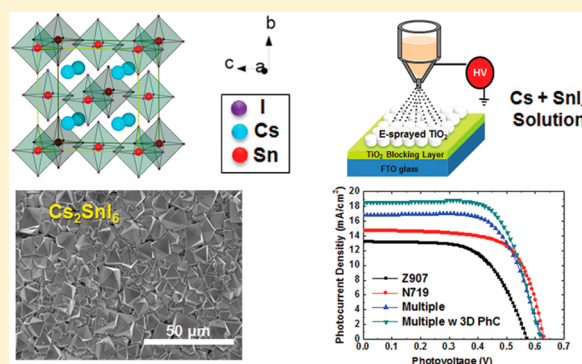 b
c
a
I
Cs
Sn
HV
Cs + SnI
Solution
E-sprayed TiO2
TiO2 Blocking Layer
FTO glass
Cs2SnI6
50 μm
Photocurrent Densitiy (mA/cm2)
20
18
16
14
12
10
8
6
4
2
0
Z907
N719
Multiple
Multiple w 3D PhC
0.0 0.1 0.2 0.3 0.4 0.5 0.6 0.7
Photovoltage (V)